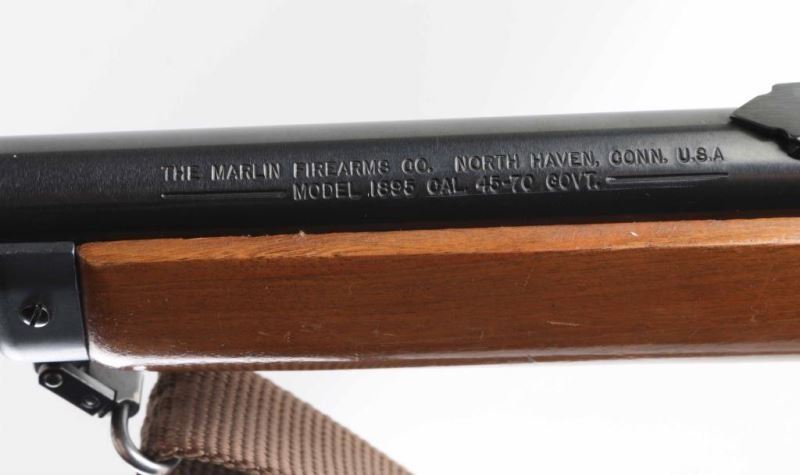 THE MARLIN FIREARMS CO. NORTH HAVEN, CONN. U.S.A
MODEL 1895 CAL. 45-70 GOVT.